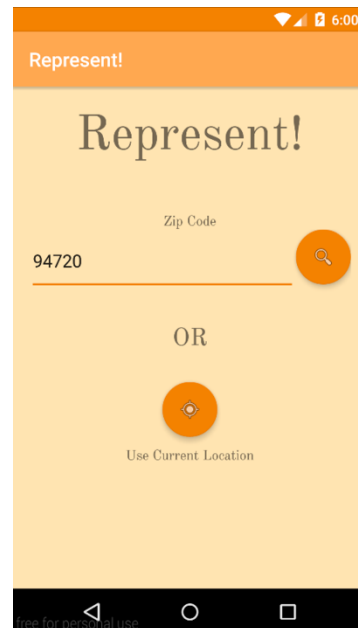 6:00
Represent!
Represent!
Zip Code
94720
OR
Use Current Location
free for personal use